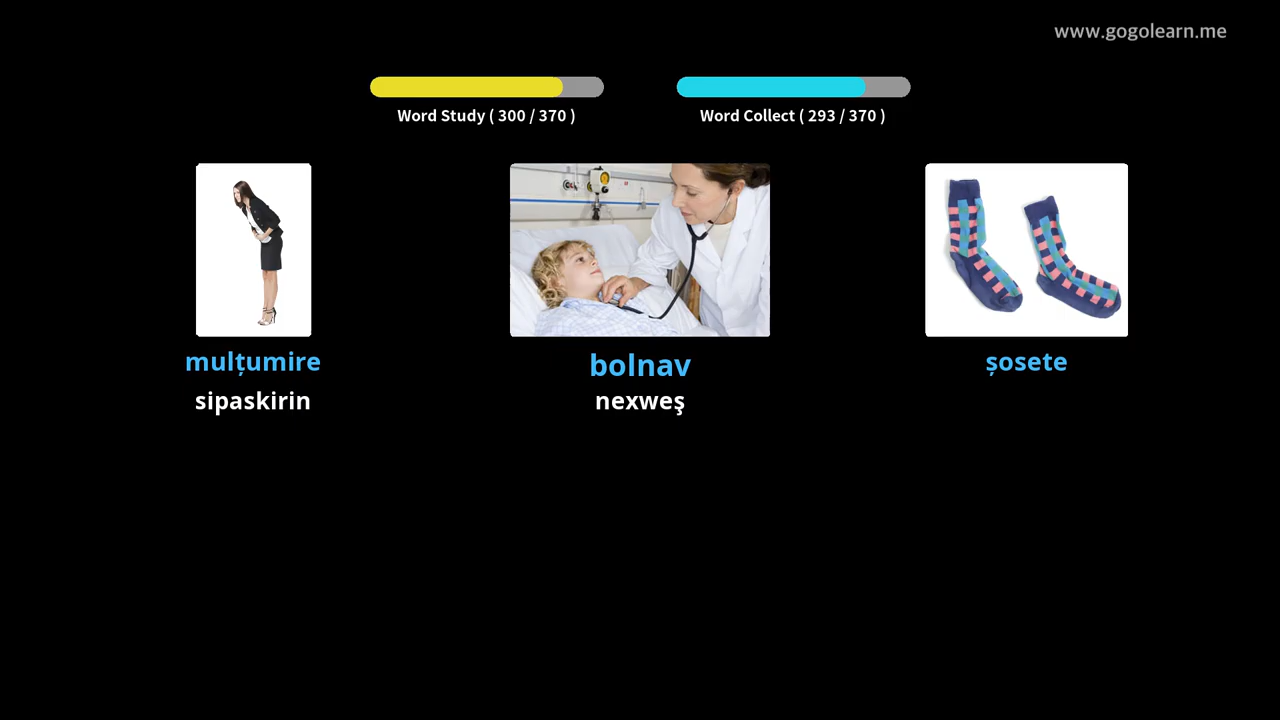 www.gogolearn.me
Word Study ( 300 / 370 )
Word Collect ( 293 / 370 )
mulțumire
bolnav
șosete
sipaskirin
nexweş